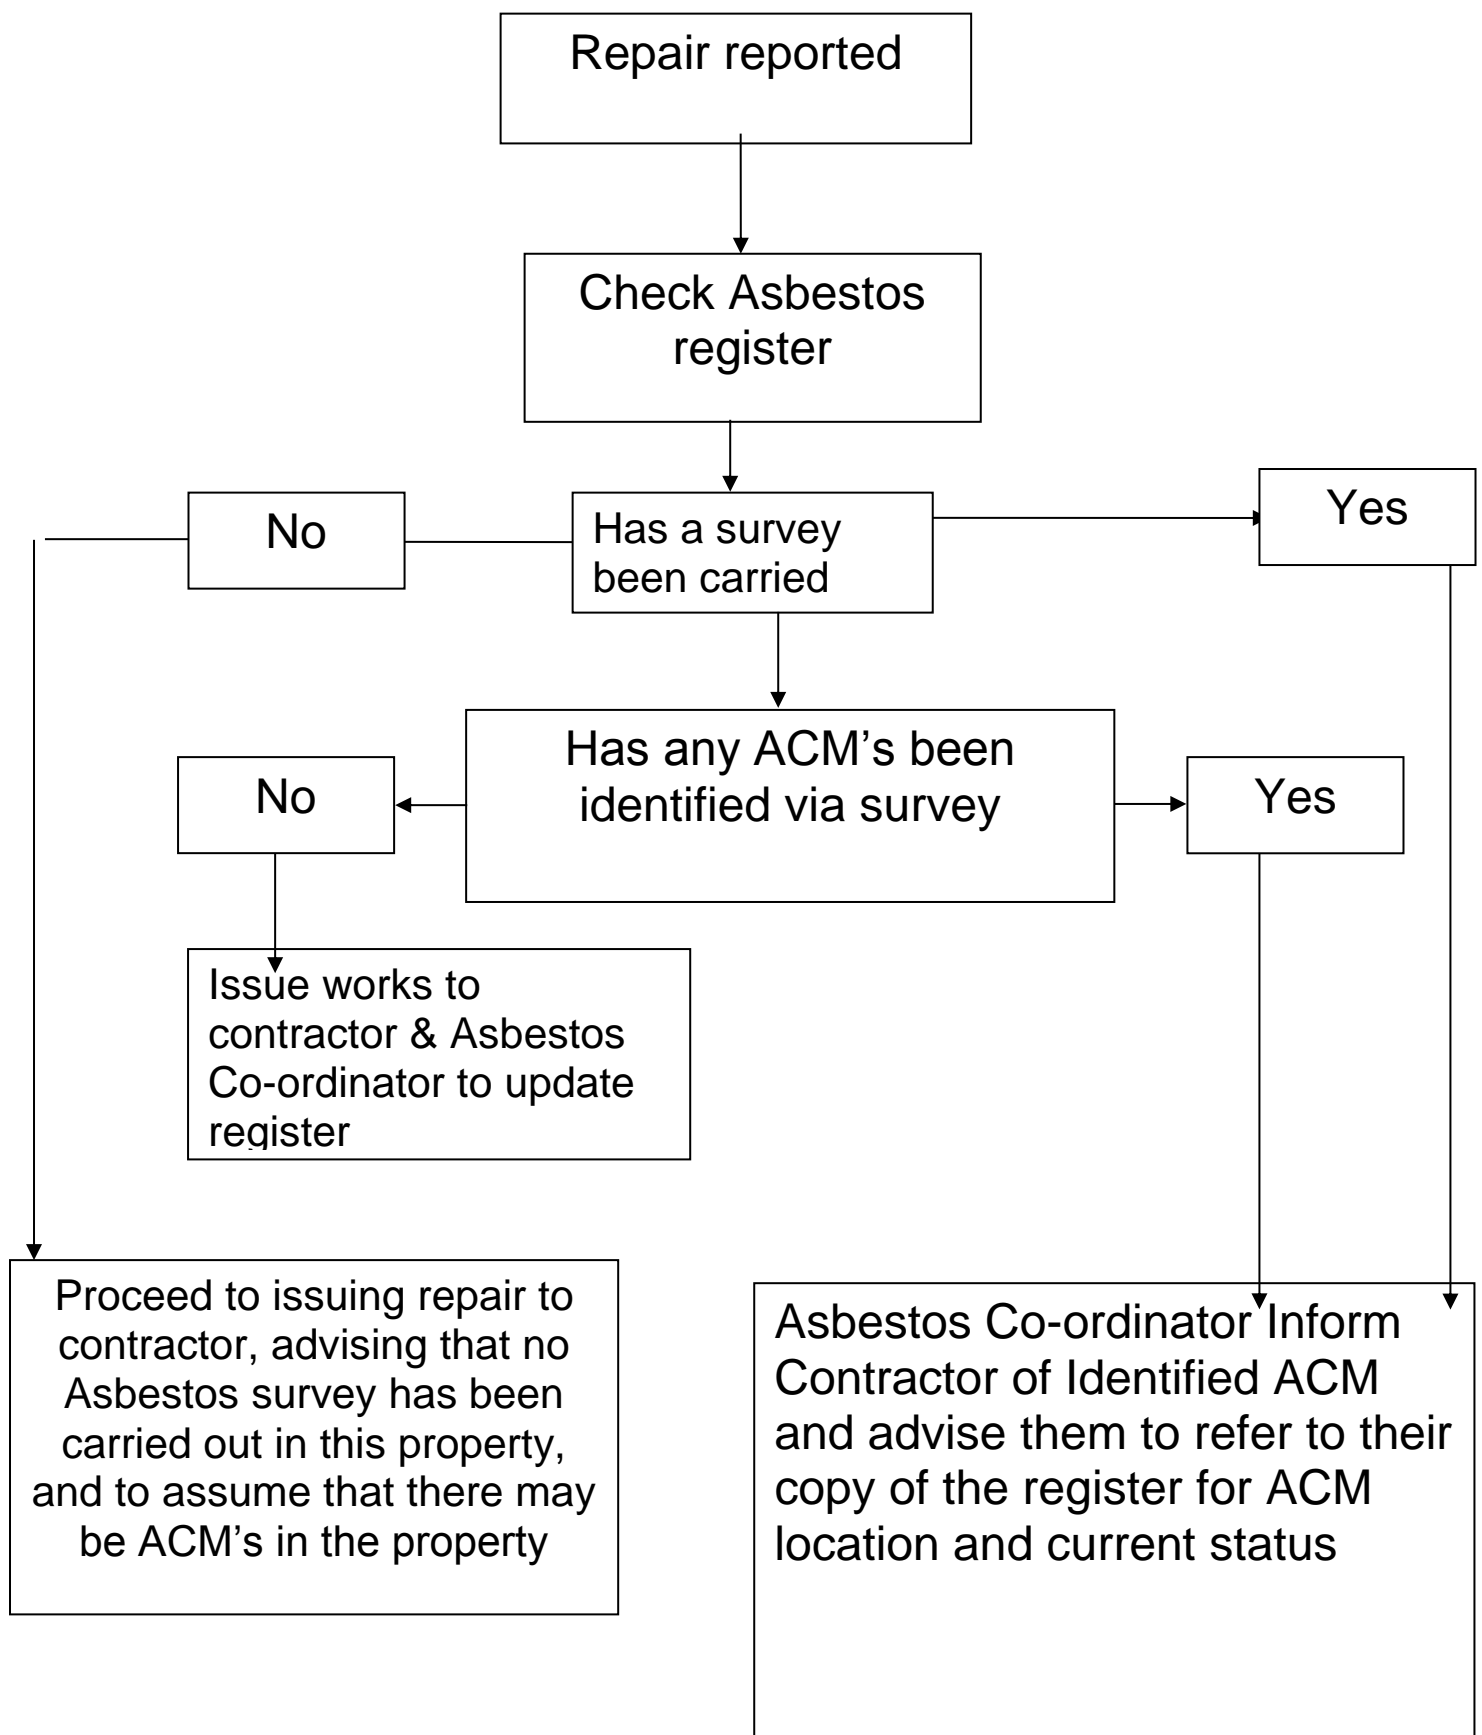 Repair reported
Check Asbestos
register
No
Has a survey
been carried
Yes
No
Has any ACM’s been
identified via survey
Yes
Issue works to
contractor & Asbestos
Co-ordinator to update
register
Proceed to issuing repair to
contractor, advising that no
Asbestos survey has been
carried out in this property,
and to assume that there may
be ACM’s in the property
Asbestos Co-ordinator Inform
Contractor of Identified ACM
and advise them to refer to their
copy of the register for ACM
location and current status